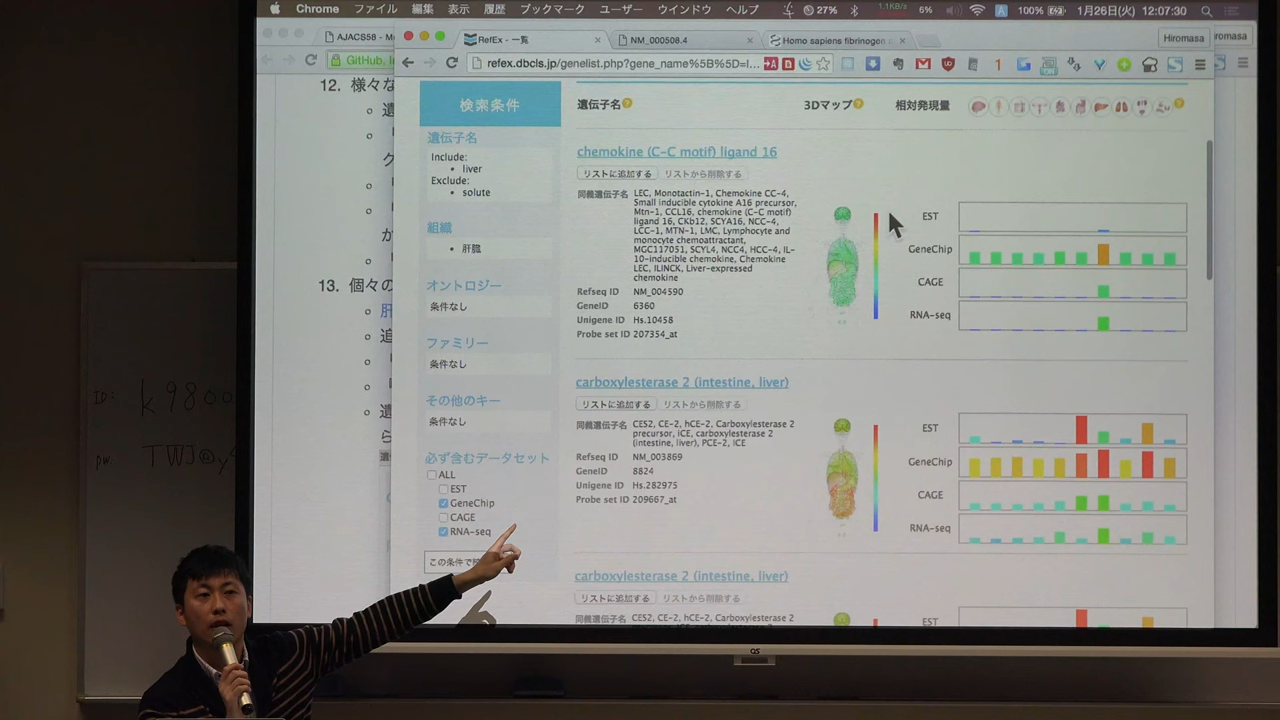 Chrome ファイル 編集 表示 履歴 ブックマーク ユーザー ウインドウ ヘルプ 27% 1.1KB/s 6% 100% 1月26日(火) 12:07:30
AJACS58 - M
RefEx - 一覧
NM_000508.4
Homo sapiens fibrinogen
Hiromasa
romasa
GitHub, I
refex.dbcls.jp/genelist.php?gene_name%5B%5D=l...
12. 様々な
13. 個々の
検索条件
遺伝子名
Include:
• liver
Exclude:
• solute
組織
• 肝臓
オントロジー
条件なし
ファミリー
条件なし
その他のキー
条件なし
必ず含むデータセット
ALL
EST
GeneChip
CAGE
RNA-seq
この条件で
遺伝子名 3Dマップ 相対発現量
chemokine (C-C motif) ligand 16
リストに追加する リストから削除する
同義遺伝子名 LEC, Monotactin-1, Chemokine CC-4,
Small inducible cytokine A16 precursor,
Mtn-1, CCL16, chemokine (C-C motif)
ligand 16, CKb12, SCYA16, NCC-4,
LCC-1, MTN-1, LMC, Lymphocyte and
monocyte chemoattractant,
MGC117051, SCYL4, NCC4, HCC-4, IL-
10-inducible chemokine, Chemokine
LEC, ILINCK, Liver-expressed
chemokine
Refseq ID NM_004590
GeneID 6360
Unigene ID Hs.10458
Probe set ID 207354_at
EST
GeneChip
CAGE
RNA-seq
carboxylesterase 2 (intestine, liver)
リストに追加する リストから削除する
同義遺伝子名 CES2, CE-2, hCE-2, Carboxylesterase 2
precursor, iCE, carboxylesterase 2
(intestine, liver), PCE-2, iCE
Refseq ID NM_003869
GeneID 8824
Unigene ID Hs.282975
Probe set ID 209667_at
EST
GeneChip
CAGE
RNA-seq
carboxylesterase 2 (intestine, liver)
リストに追加する リストから削除する
同義遺伝子名 CES2, CE-2, hCE-2, Carboxylesterase 2
EST
ID: k9800
pw: TWJ@y